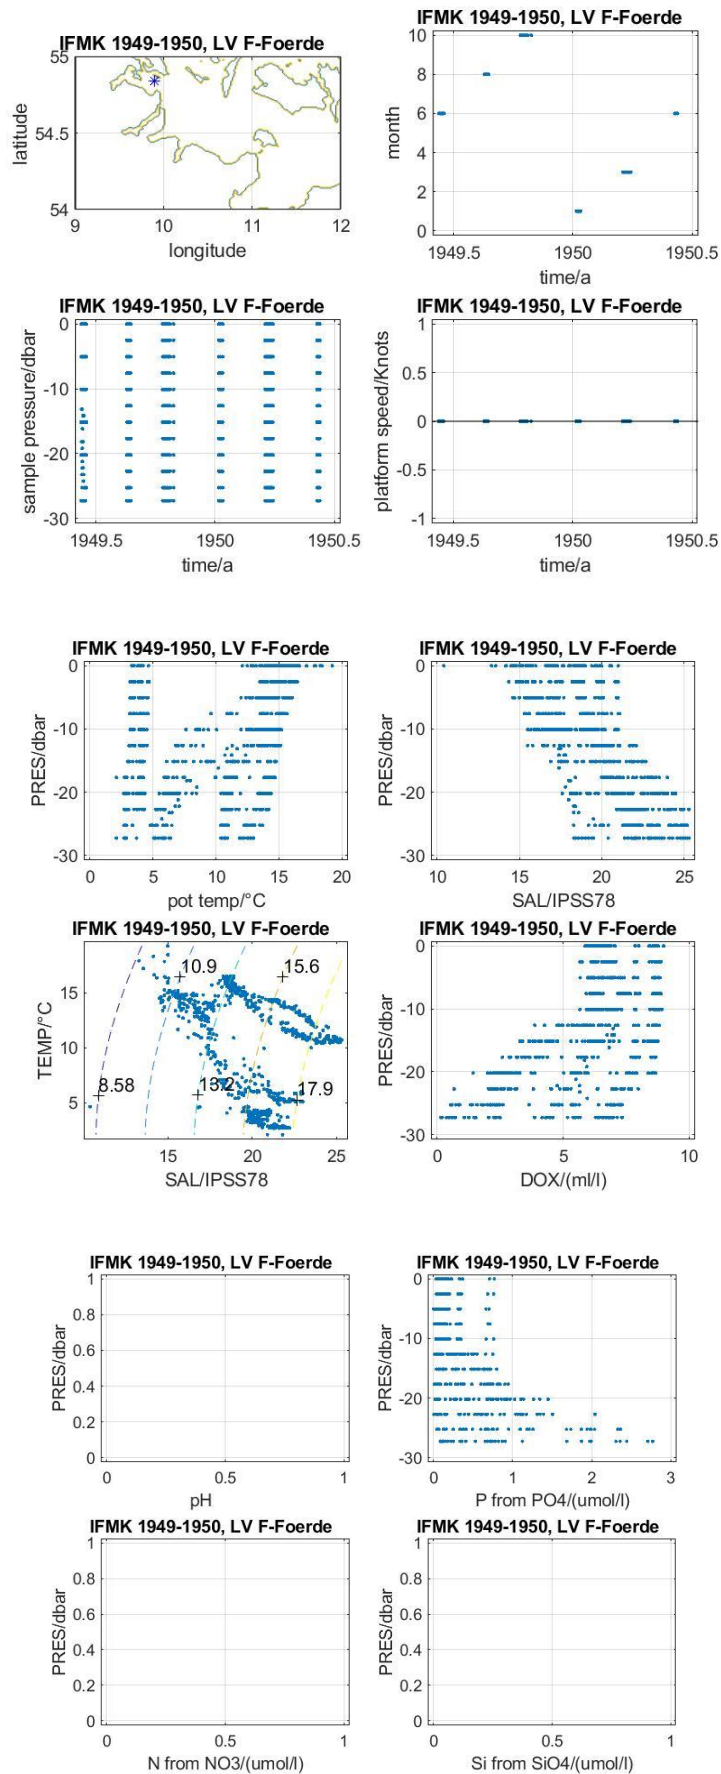 IFMK 1949-1950, LV F-Foerde
55
54.5
54
latitude
9 10 11 12
longitude
IFMK 1949-1950, LV F-Foerde
10
8
6
4
2
0
month
1949.5 1950 1950.5
time/a
IFMK 1949-1950, LV F-Foerde
0
-10
-20
-30
sample pressure/dbar
1949.5 1950 1950.5
time/a
IFMK 1949-1950, LV F-Foerde
1
0.5
0
-0.5
-1
platform speed/Knots
1949.5 1950 1950.5
time/a
IFMK 1949-1950, LV F-Foerde
0
-10
-20
-30
PRES/dbar
0 5 10 15 20
pot temp/°C
IFMK 1949-1950, LV F-Foerde
0
-10
-20
-30
PRES/dbar
10 15 20 25
SAL/IPSS78
IFMK 1949-1950, LV F-Foerde
10.9 15.6
15
10
5
TEMP/°C
8.58 13.2 17.9
15 20 25
SAL/IPSS78
IFMK 1949-1950, LV F-Foerde
0
-10
-20
-30
PRES/dbar
0 5 10
DOX/(ml/l)
IFMK 1949-1950, LV F-Foerde
1
0.8
0.6
0.4
0.2
0
PRES/dbar
0 0.5 1
pH
IFMK 1949-1950, LV F-Foerde
0
-10
-20
-30
PRES/dbar
0 1 2 3
P from PO4/(umol/l)
IFMK 1949-1950, LV F-Foerde
1
0.8
0.6
0.4
0.2
0
PRES/dbar
0 0.5 1
N from NO3/(umol/l)
IFMK 1949-1950, LV F-Foerde
1
0.8
0.6
0.4
0.2
0
PRES/dbar
0 0.5 1
Si from SiO4/(umol/l)